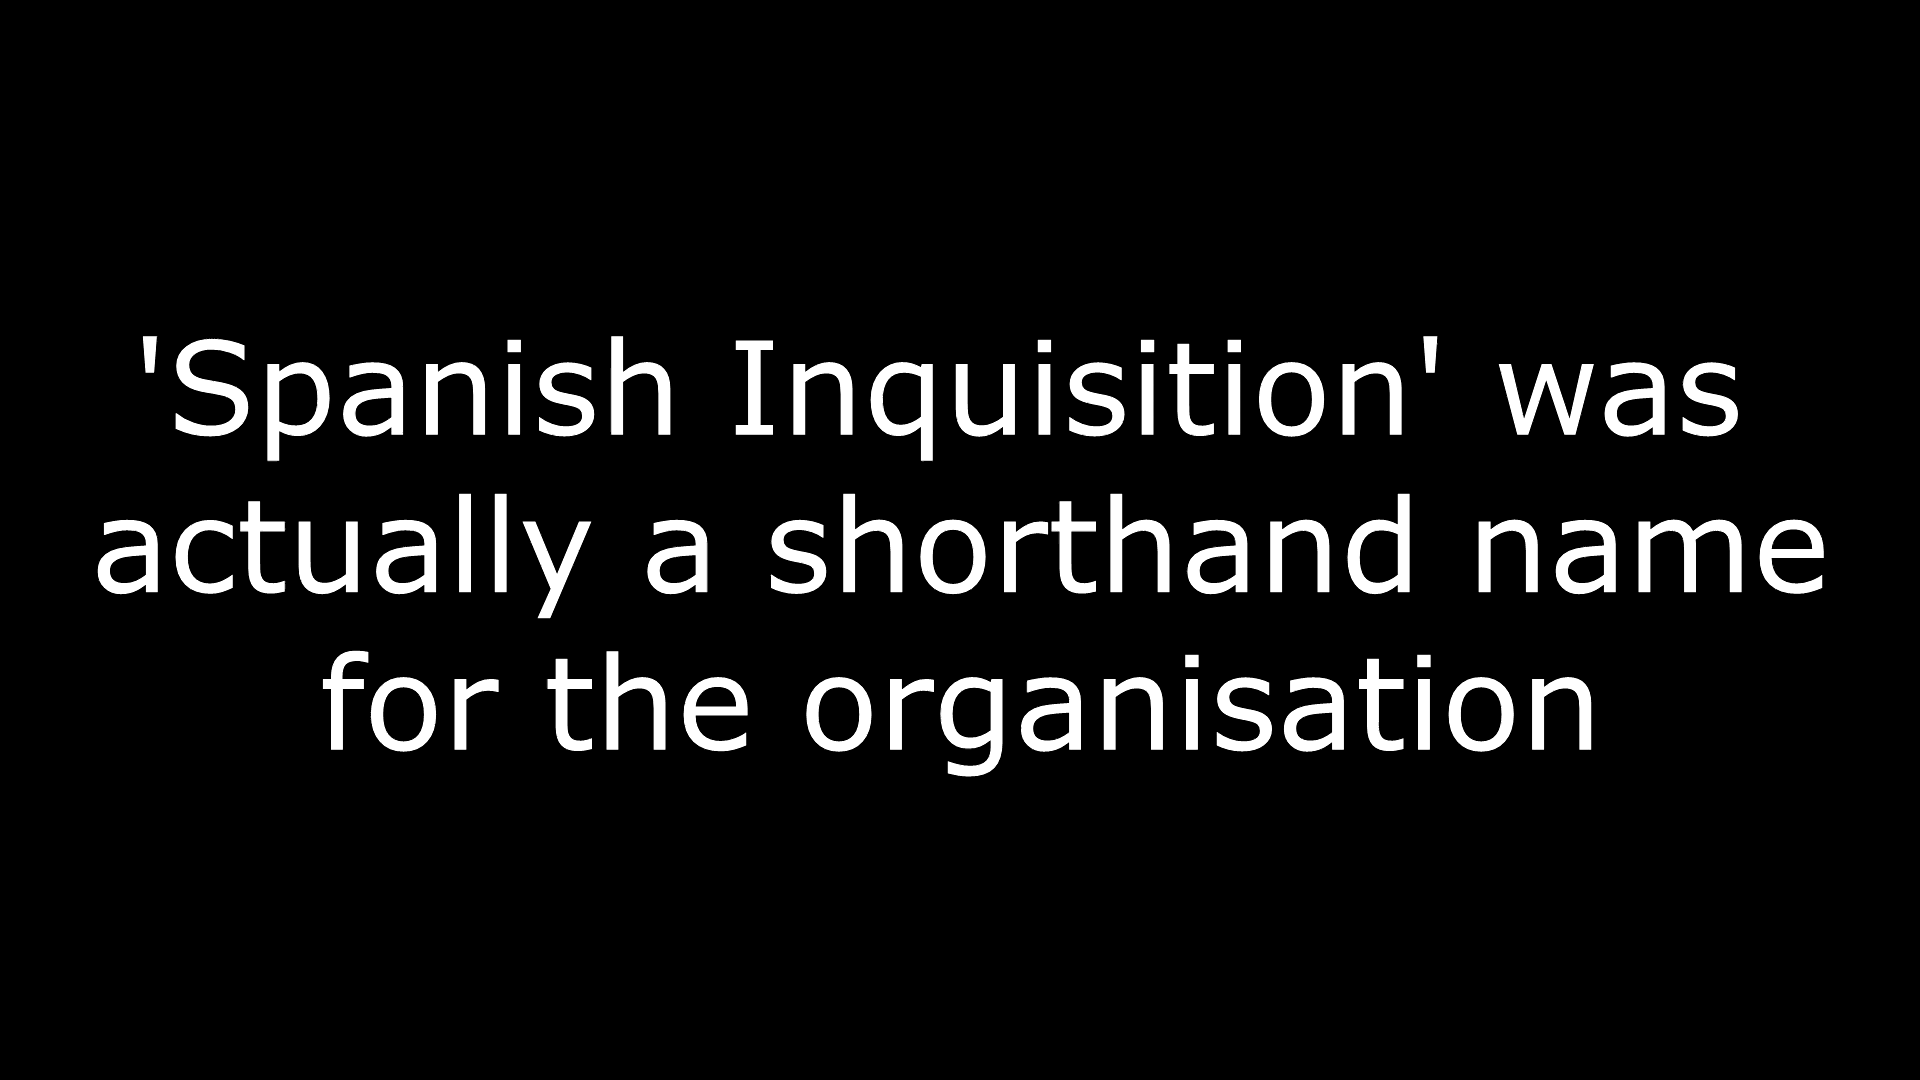 'Spanish Inquisition' was
actually a shorthand name
for the organisation